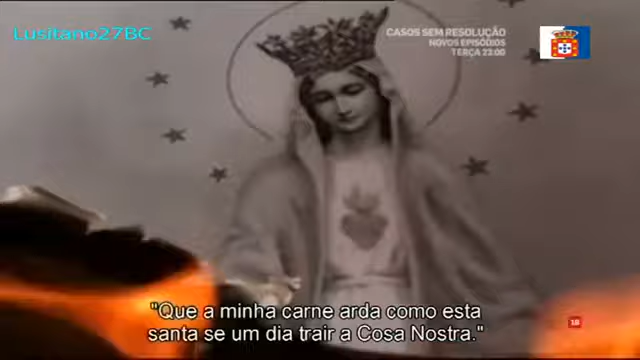 Lusitano27BC
CASOS SEM RESOLUÇÃO
NOVOS EPISÓDIOS
TERÇA 23:00
"Que a minha carne arda como esta
santa se um dia trair a Cosa Nostra."
18